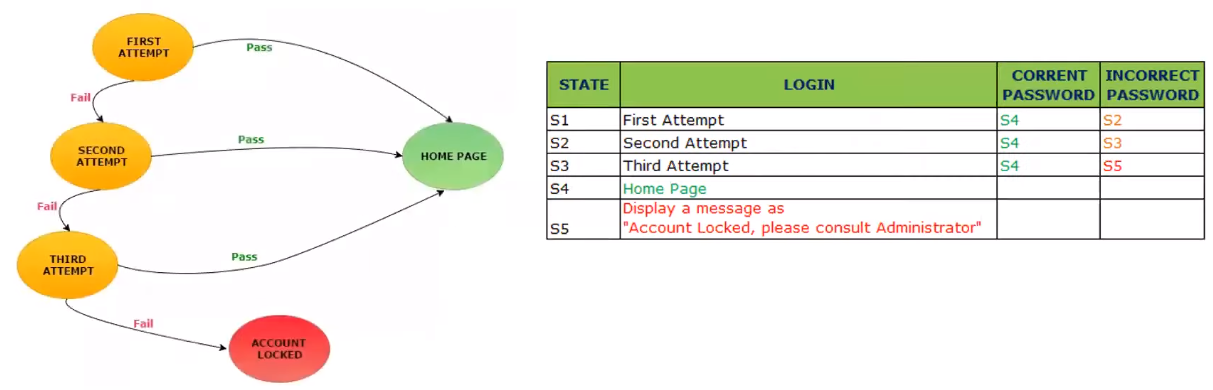 FIRST
ATTEMPT
Pass
Fail
SECOND
ATTEMPT
Pass
HOME PAGE
Fail
THIRD
ATTEMPT
Pass
Fail
ACCOUNT
LOCKED
STATE LOGIN CORRENT PASSWORD INCORRECT PASSWORD
S1 First Attempt S4 S2
S2 Second Attempt S4 S3
S3 Third Attempt S4 S5
S4 Home Page
S5 Display a message as
"Account Locked, please consult Administrator"